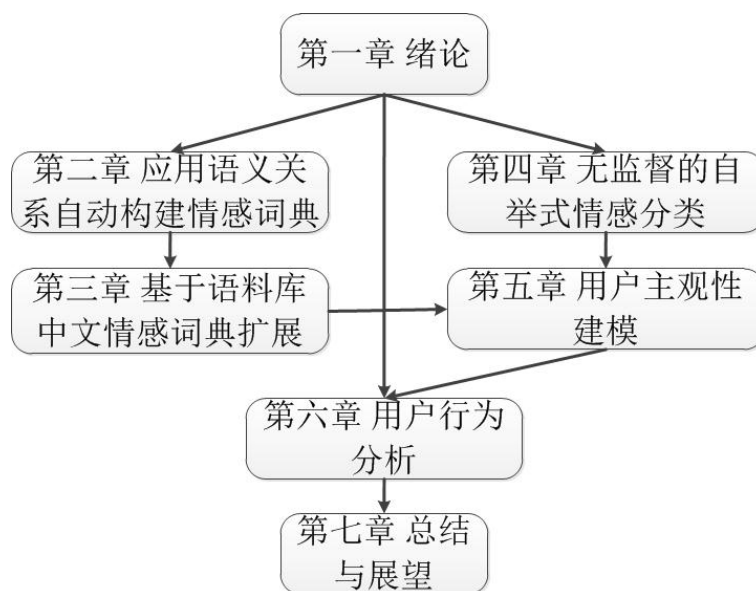 第一章 绪论
第二章 应用语义关
系自动构建情感词典
第四章 无监督的自
举式情感分类
第三章 基于语料库
中文情感词典扩展
第五章 用户主观性
建模
第六章 用户行为
分析
第七章 总结
与展望